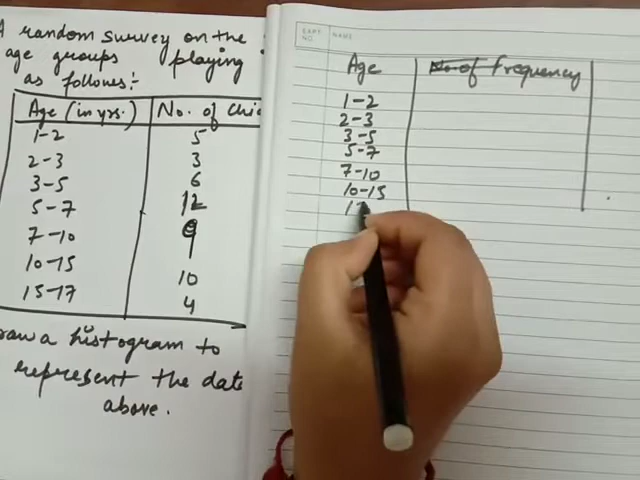 A random survey on the
age groups playing
as follows:-
Age (in yrs.) No. of Chi
1-2 5
2-3 3
3-5 6
5-7 12
7-10 9
10-15 10
15-17 4
raw a histogram to
represent the date
above.
EXPT NO. NAME
Age No. of Frequency
1-2
2-3
3-5
5-7
7-10
10-15
1